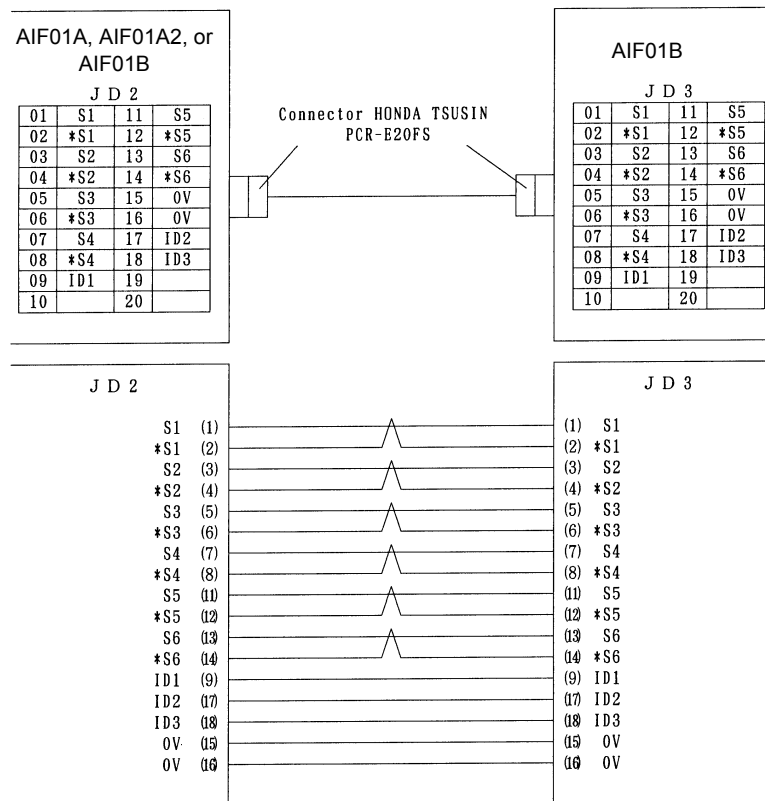 AIF01A, AIF01A2, or
AIF01B
JD2
01 S1 11 S5
02 *S1 12 *S5
03 S2 13 S6
04 *S2 14 *S6
05 S3 15 0V
06 *S3 16 0V
07 S4 17 ID2
08 *S4 18 ID3
09 ID1 19
10 20
Connector HONDA TSUSIN
PCR-E20FS
AIF01B
JD3
01 S1 11 S5
02 *S1 12 *S5
03 S2 13 S6
04 *S2 14 *S6
05 S3 15 0V
06 *S3 16 0V
07 S4 17 ID2
08 *S4 18 ID3
09 ID1 19
10 20
JD2
S1 (1)
*S1 (2)
S2 (3)
*S2 (4)
S3 (5)
*S3 (6)
S4 (7)
*S4 (8)
S5 (11)
*S5 (12)
S6 (13)
*S6 (14)
ID1 (9)
ID2 (17)
ID3 (18)
0V (15)
0V (16)
JD3
(1) S1
(2) *S1
(3) S2
(4) *S2
(5) S3
(6) *S3
(7) S4
(8) *S4
(11) S5
(12) *S5
(13) S6
(14) *S6
(9) ID1
(17) ID2
(18) ID3
(15) 0V
(16) 0V